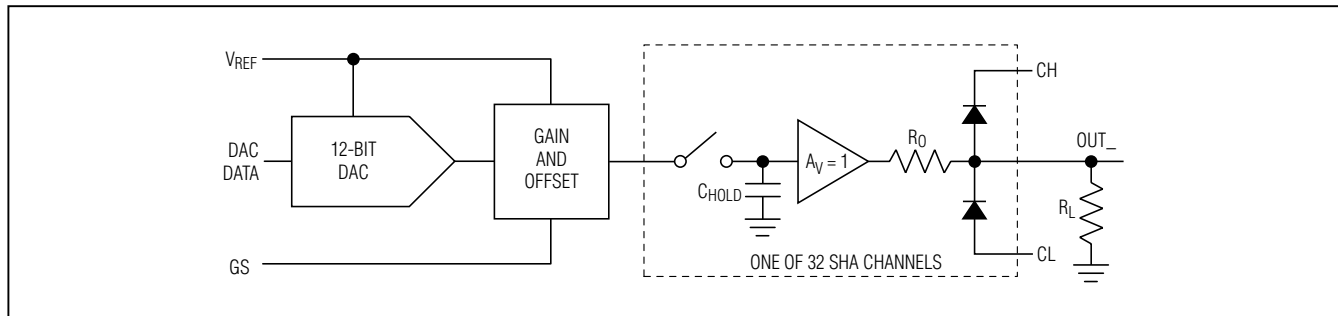 VREF
DAC
DATA
12-BIT
DAC
GAIN
AND
OFFSET
GS
CHOLD
AV = 1
RO
CH
OUT_
RL
CL
ONE OF 32 SHA CHANNELS